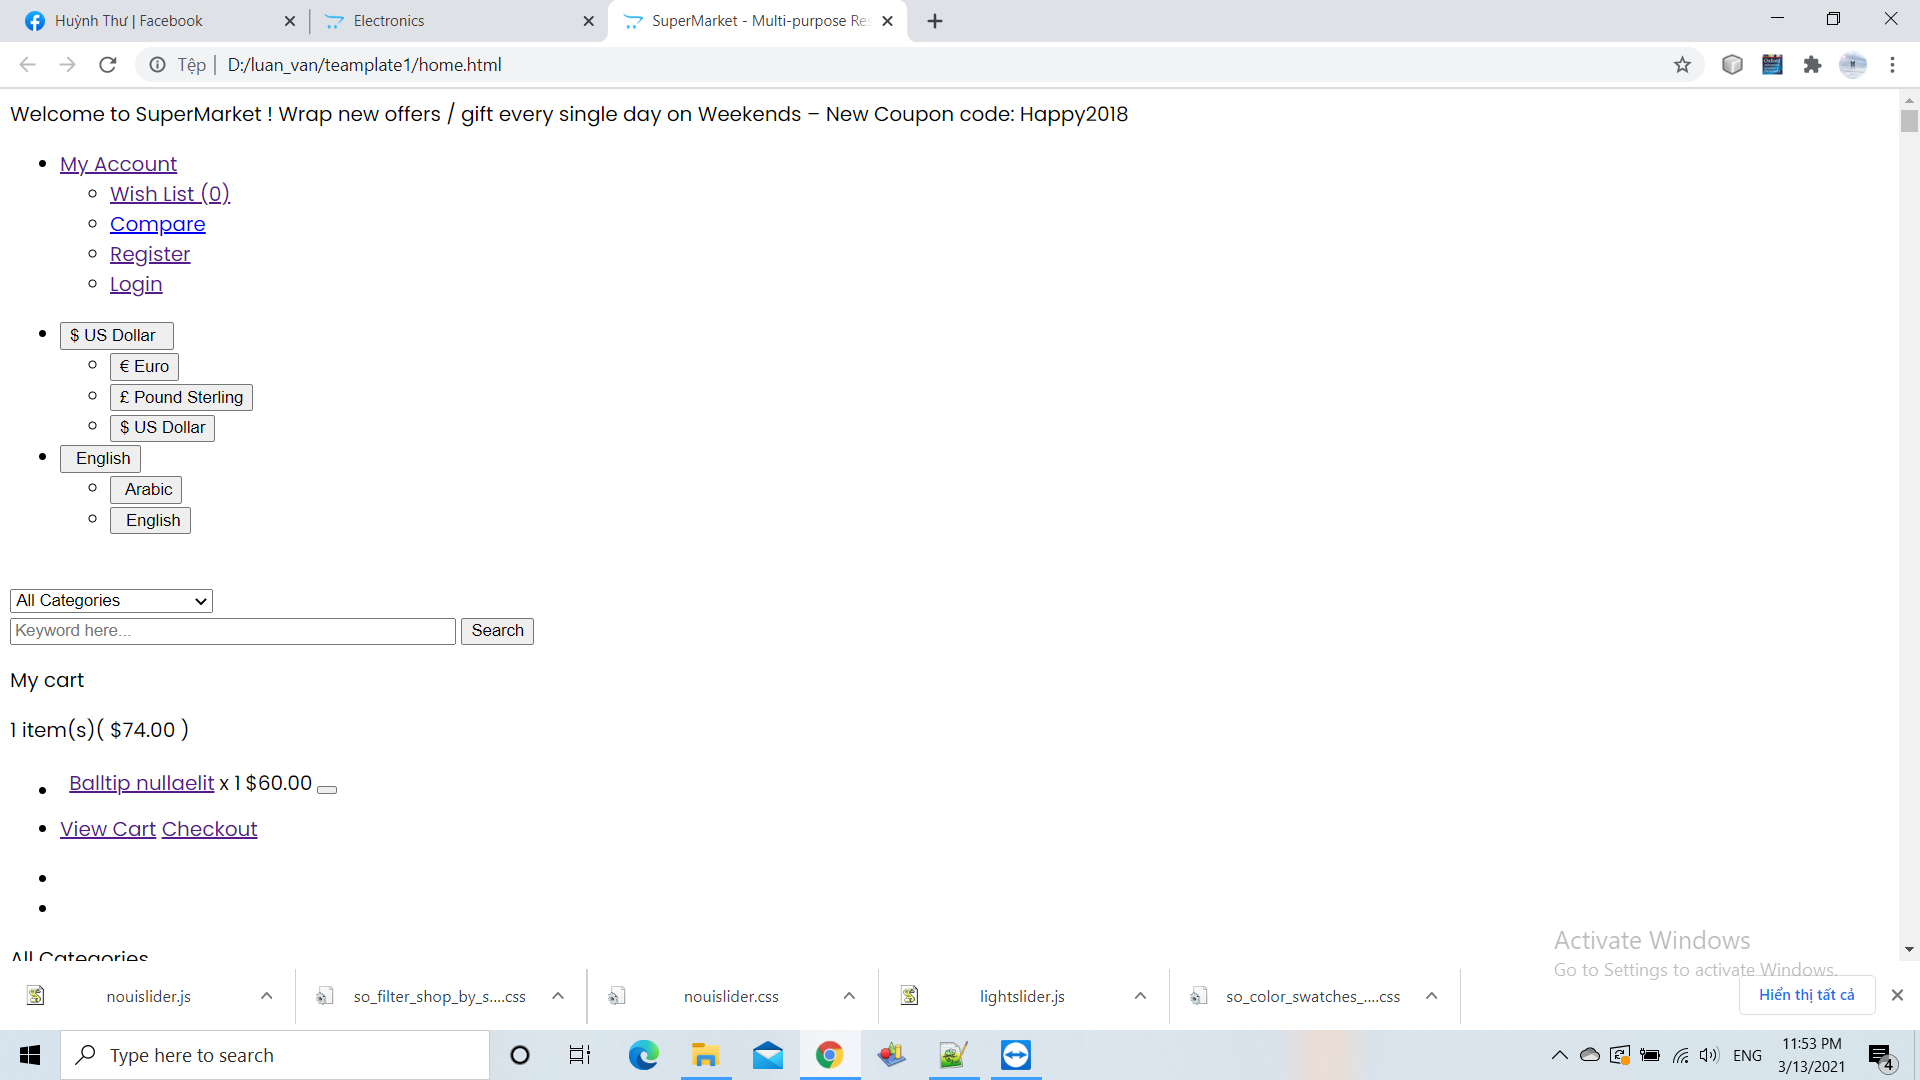 Huỳnh Thư | Facebook
Electronics
SuperMarket - Multi-purpose Res
Tệp
D:/luan_van/teamplate1/home.html
Welcome to SuperMarket ! Wrap new offers / gift every single day on Weekends – New Coupon code: Happy2018
My Account
Wish List (0)
Compare
Register
Login
$ US Dollar
€ Euro
£ Pound Sterling
$ US Dollar
English
Arabic
English
All Categories
Keyword here...
Search
My cart
1 item(s)( $74.00 )
Balltip nullaelit x 1 $60.00
View Cart Checkout
All Categories
Activate Windows
Go to Settings to activate Windows.
nouislider.js
so_filter_shop_by_s....css
nouislider.css
lightslider.js
so_color_swatches_....css
Hiển thị tất cả
Type here to search
ENG
11:53 PM
3/13/2021
4